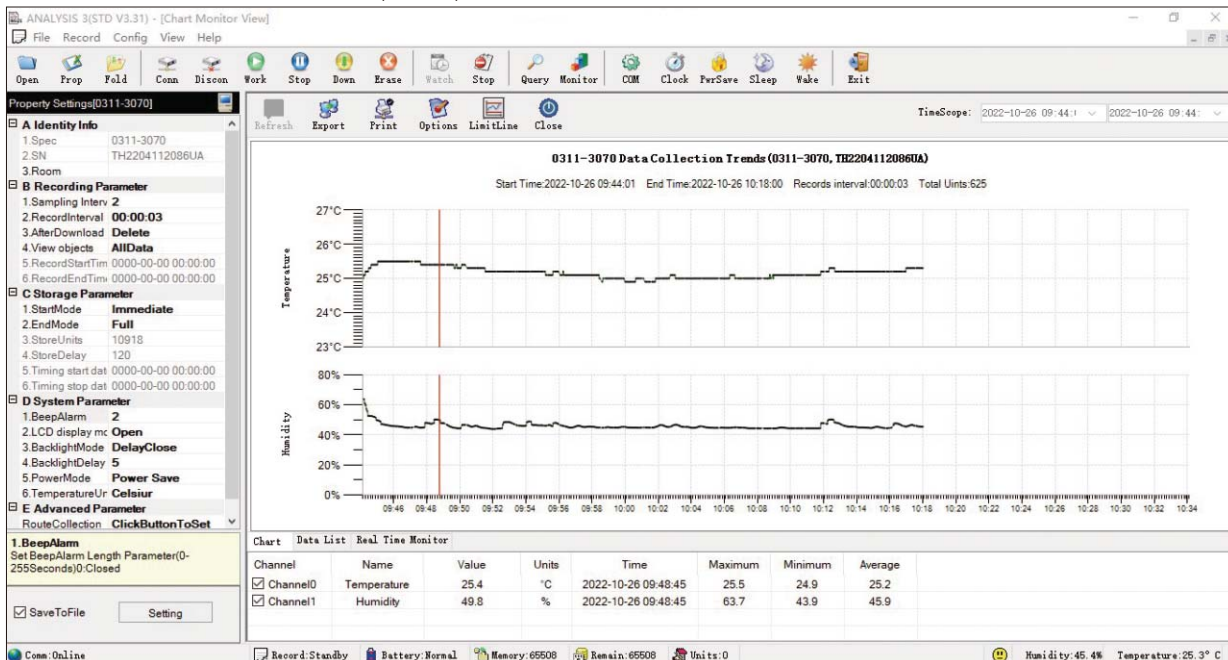 ANALYSIS 3(STD V3.31) - [Chart Monitor View]
File Record Config View Help
Open Prop Fold Conn Discon Work Stop Down Erase Watch Stop Query Monitor COM Clock PwrSave Sleep Wake Exit
Property Settings[0311-3070]
A Identity Info
1.Spec 0311-3070
2.SN TH2204112086UA
3.Room
B Recording Parameter
1.Sampling Interv 2
2.RecordInterval 00:00:03
3.AfterDownload Delete
4.View objects AllData
5.RecordStartTim 0000-00-00 00:00:00
6.RecordEndTim 0000-00-00 00:00:00
C Storage Parameter
1.StartMode Immediate
2.EndMode Full
3.StoreUnits 10918
4.StoreDelay 120
5.Timing start dat 0000-00-00 00:00:00
6.Timing stop dat 0000-00-00 00:00:00
D System Parameter
1.BeepAlarm 2
2.LCD display mc Open
3.BacklightMode DelayClose
4.BacklightDelay 5
5.PowerMode Power Save
6.TemperatureUr Celsiur
E Advanced Parameter
RouteCollection ClickButtonToSet
1.BeepAlarm
Set BeepAlarm Length Parameter(0-
255Seconds)0:Closed
SaveToFile Setting
Refresh Export Print Options LimitLine Close
TimeScope: 2022-10-26 09:44: 2022-10-26 09:44:
0311-3070 Data Collection Trends(0311-3070, TH2204112086UA)
Start Time:2022-10-26 09:44:01 End Time:2022-10-26 10:18:00 Records interval:00:00:03 Total Uints:625
Temperature
27°C
26°C
25°C
24°C
23°C
Humidity
80%
60%
40%
20%
0%
09:46 09:48 09:50 09:52 09:54 09:56 09:58 10:00 10:02 10:04 10:06 10:08 10:10 10:12 10:14 10:16 10:18 10:20 10:22 10:24 10:26 10:28 10:30 10:32 10:34
Chart Data List Real Time Monitor
Channel Name Value Units Time Maximum Minimum Average
Channel0 Temperature 25.4 °C 2022-10-26 09:48:45 25.5 24.9 25.2
Channel1 Humidity 49.8 % 2022-10-26 09:48:45 63.7 43.9 45.9
Comm:Online Record:Standby Battery:Normal Memory:65508 Remain:65508 Units:0 Humidity:45.4% Temperature:25.3° C